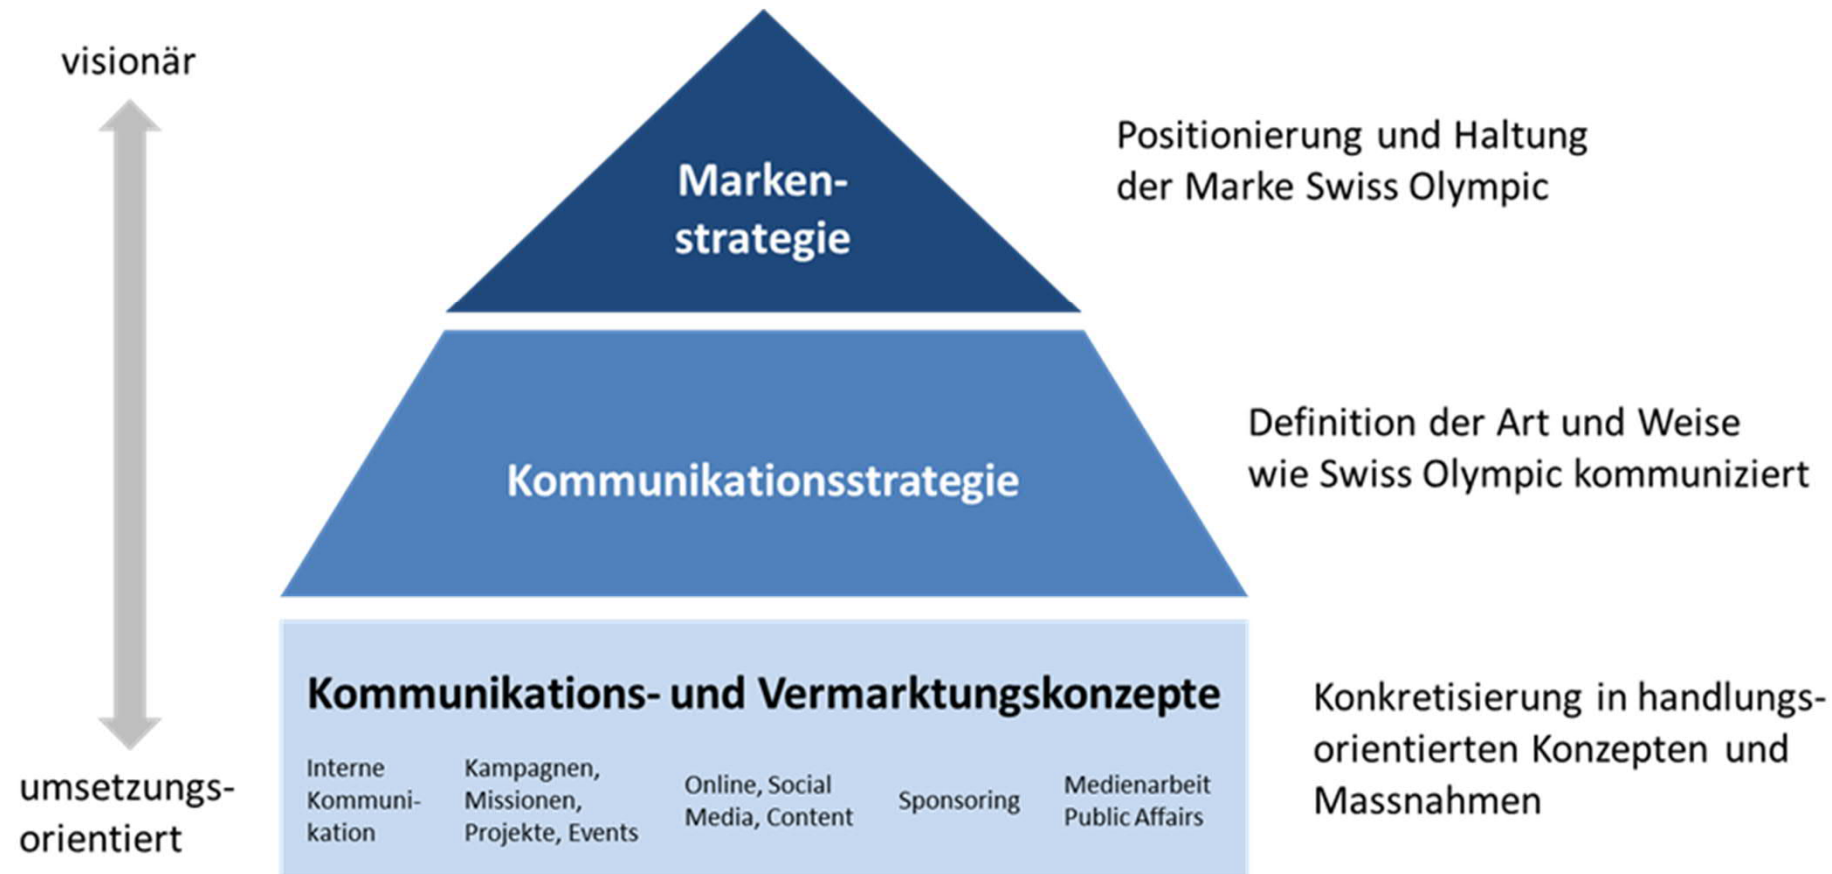 visionär
Marken-
strategie
Positionierung und Haltung
der Marke Swiss Olympic
Kommunikationsstrategie
Definition der Art und Weise
wie Swiss Olympic kommuniziert
umsetzungs-
orientiert
Kommunikations- und Vermarktungskonzepte
Interne
Kommuni-
kation
Kampagnen,
Missionen,
Projekte, Events
Online, Social
Media, Content
Sponsoring
Medienarbeit
Public Affairs
Konkretisierung in handlungs-
orientierten Konzepten und
Massnahmen